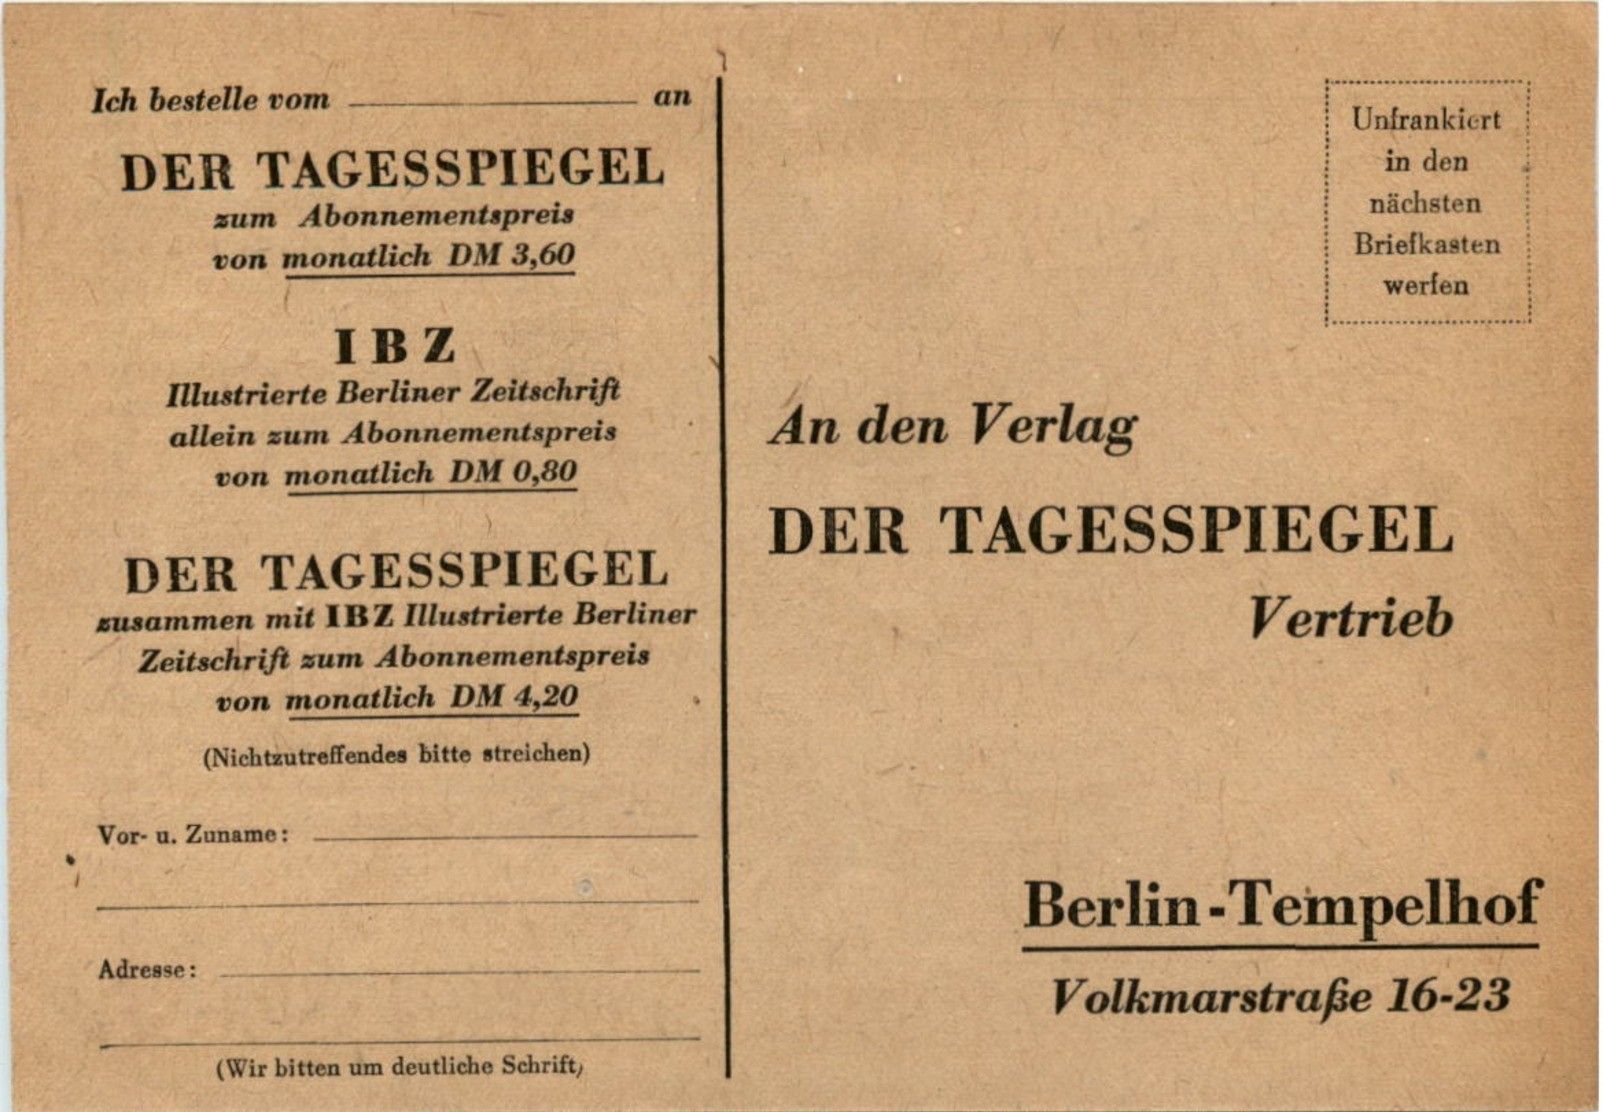 Ich bestelle vom an
DER TAGESSPIEGEL
zum Abonnementspreis
von monatlich DM 3,60
IBZ
Illustrierte Berliner Zeitschrift
allein zum Abonnementspreis
von monatlich DM 0,80
DER TAGESSPIEGEL
zusammen mit IBZ Illustrierte Berliner
Zeitschrift zum Abonnementspreis
von monatlich DM 4,20
(Nichtzutreffendes bitte streichen)
Vor- u. Zuname:
Adresse:
(Wir bitten um deutliche Schrift)
Unfrankiert
in den
nächsten
Briefkasten
werfen
An den Verlag
DER TAGESSPIEGEL
Vertrieb
Berlin-Tempelhof
Volkmarstraße 16-23